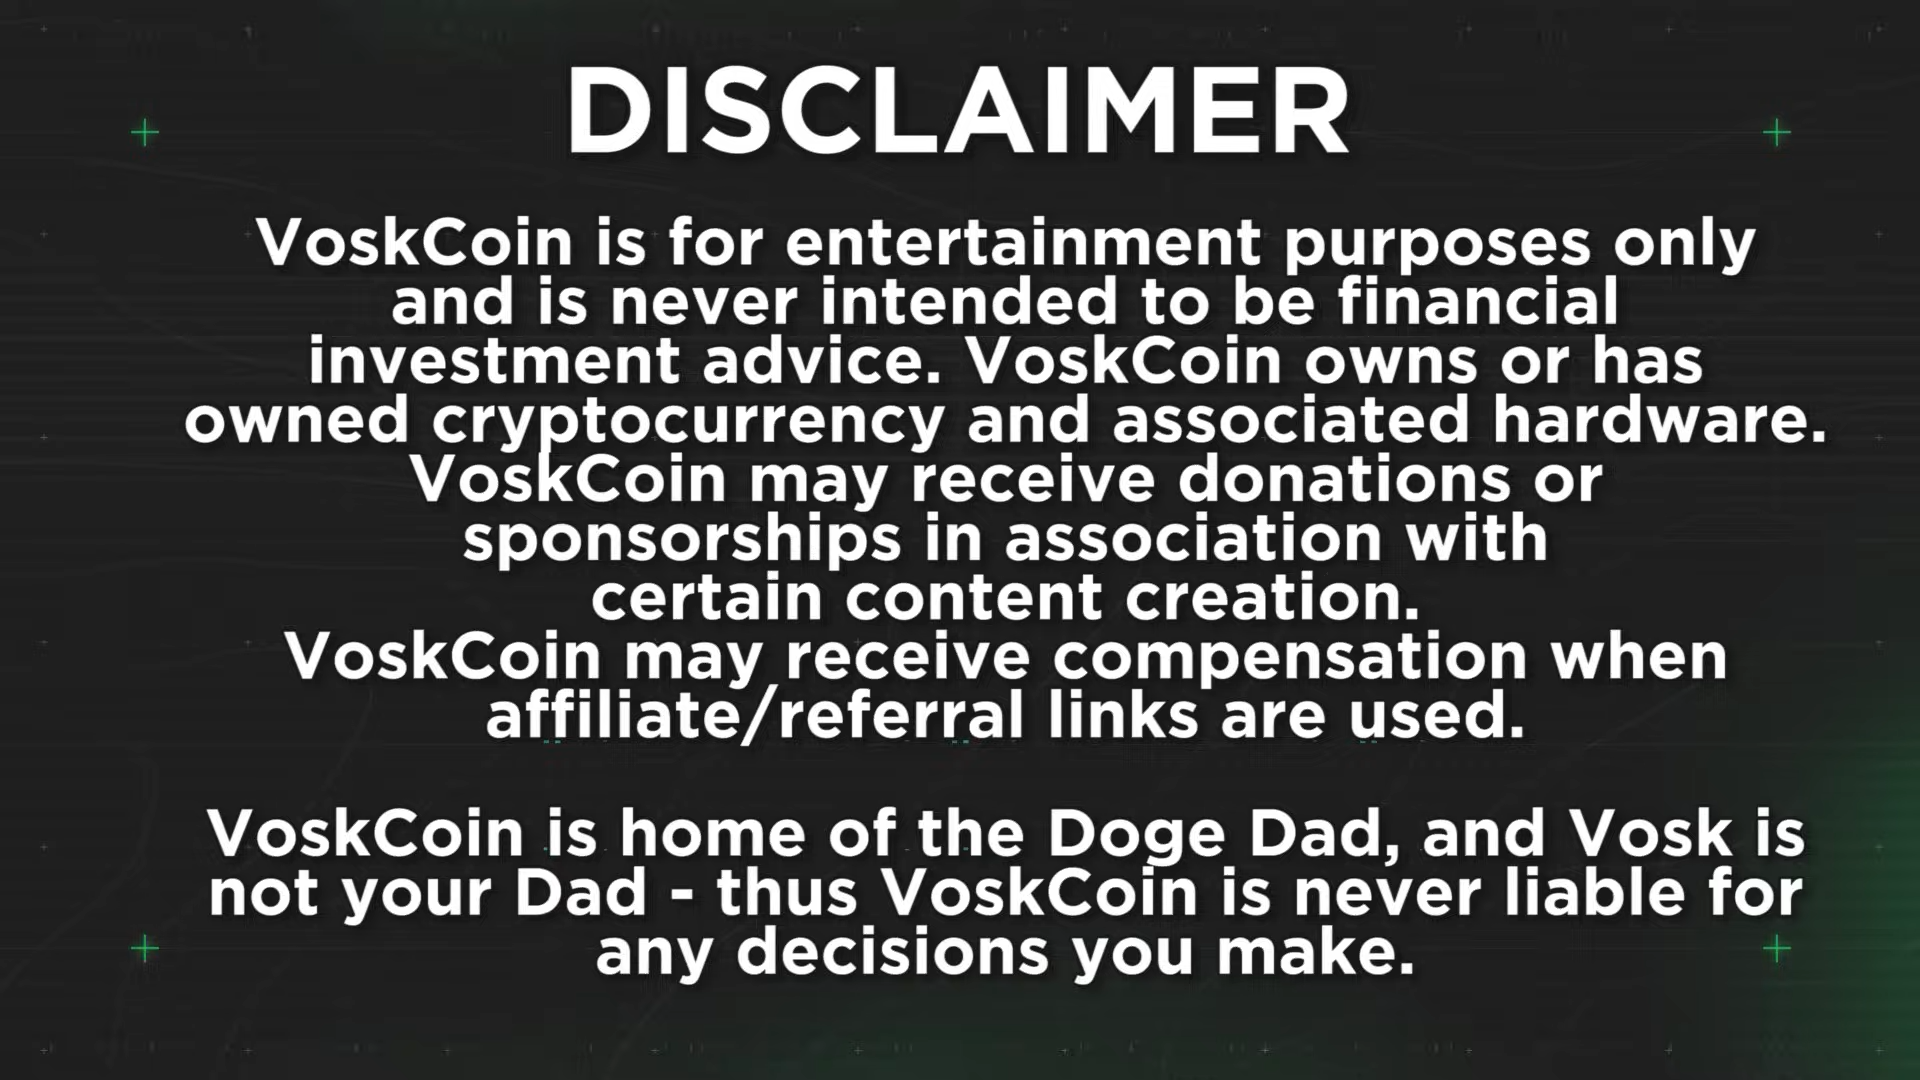 DISCLAIMER
VoskCoin is for entertainment purposes only
and is never intended to be financial
investment advice. VoskCoin owns or has
owned cryptocurrency and associated hardware.
VoskCoin may receive donations or
sponsorships in association with
certain content creation.
VoskCoin may receive compensation when
affiliate/referral links are used.
VoskCoin is home of the Doge Dad, and Vosk is
not your Dad - thus VoskCoin is never liable for
any decisions you make.